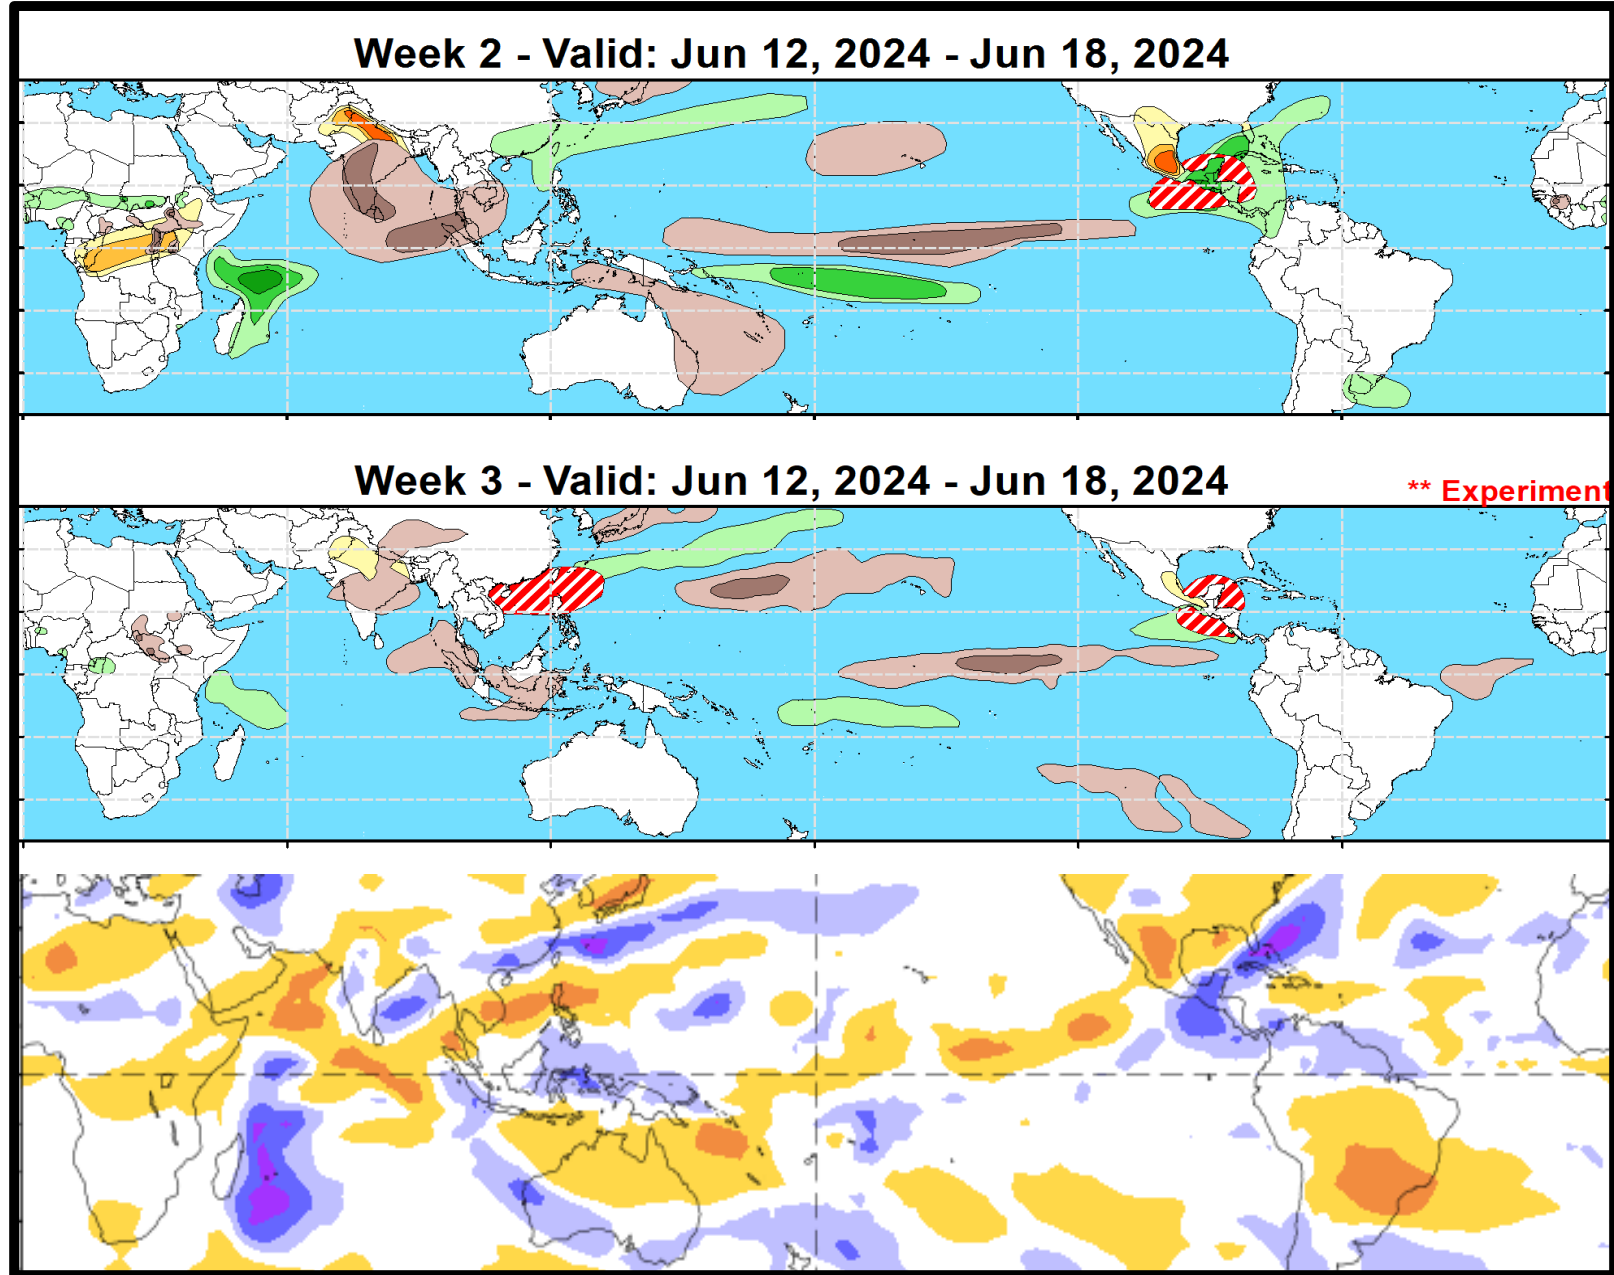 Week 2 - Valid: Jun 12, 2024 - Jun 18, 2024
Week 3 - Valid: Jun 12, 2024 - Jun 18, 2024
** Experiment